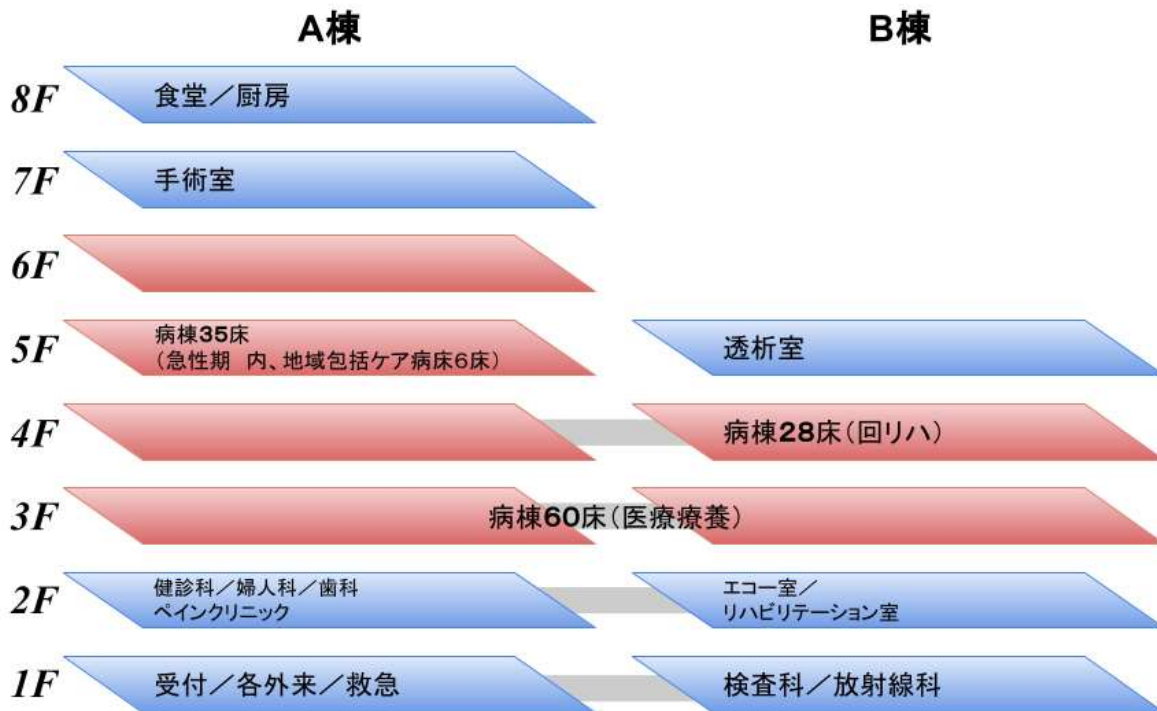 A棟
B棟
8F
食堂／厨房
7F
手術室
6F
5F
病棟35床
(急性期　内、地域包括ケア病床6床)
透析室
4F
病棟28床(回リハ)
3F
病棟60床(医療療養)
2F
健診科／婦人科／歯科
ペインクリニック
エコー室／
リハビリテーション室
1F
受付／各外来／救急
検査科／放射線科